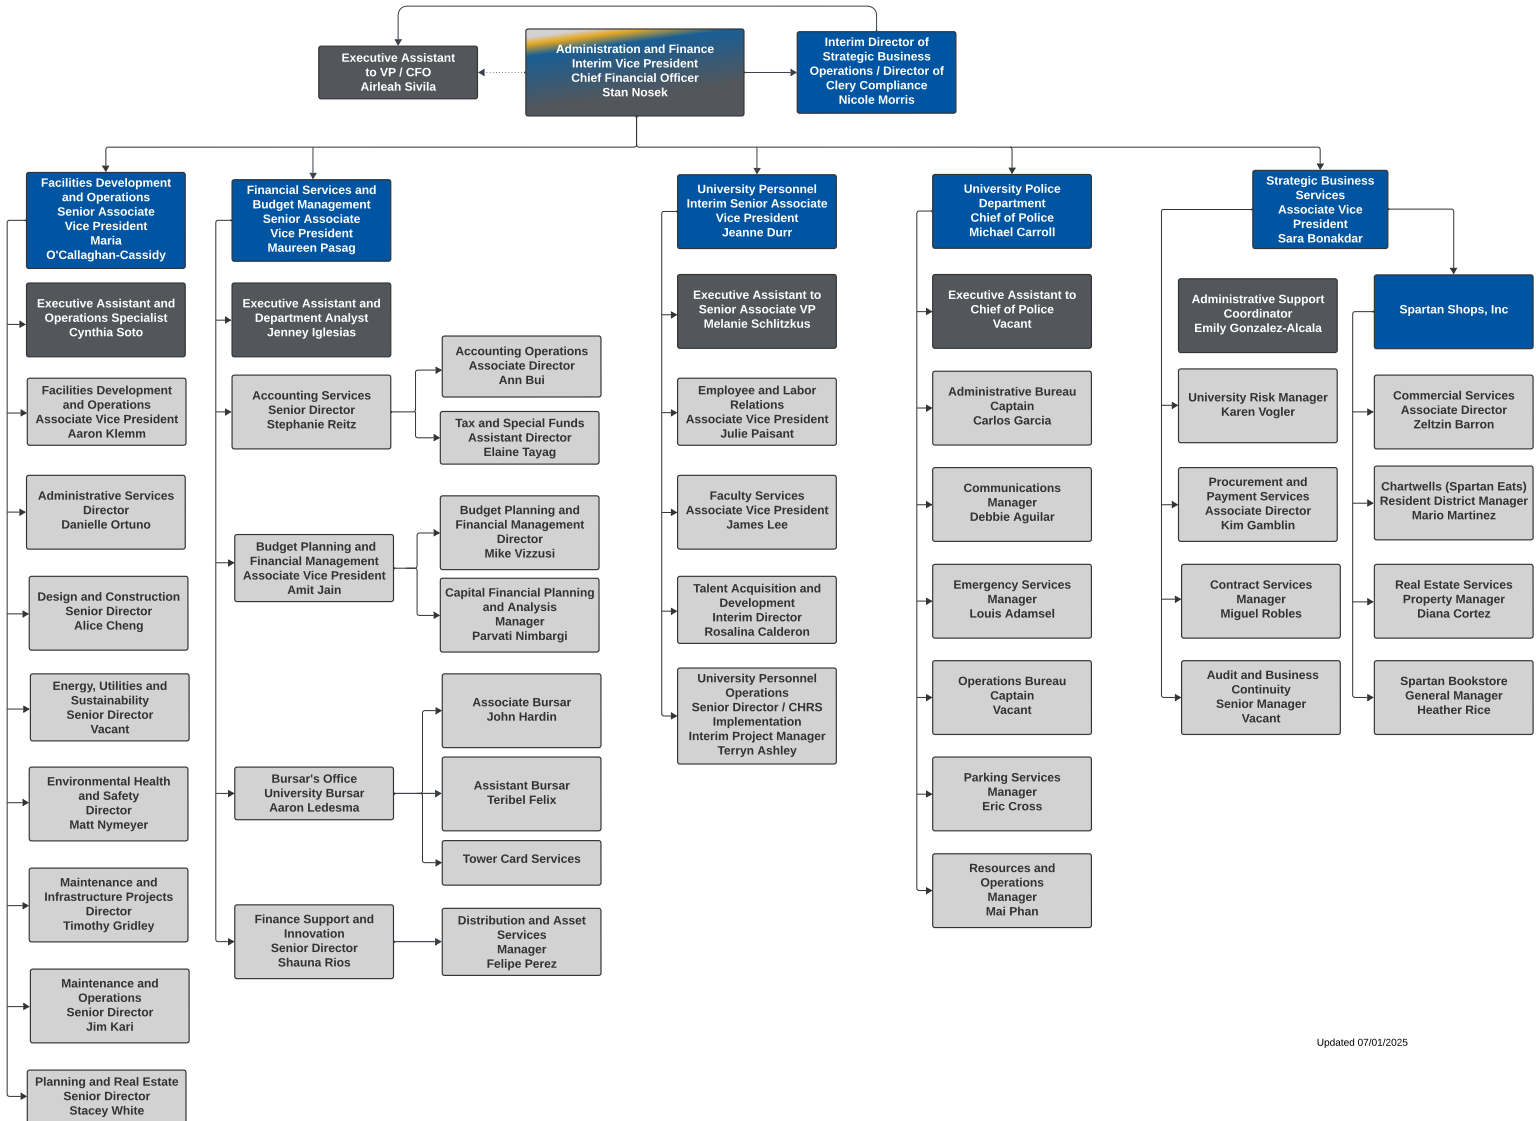 Executive Assistant
to VP / CFO
Airleah Sivila
Administration and Finance
Interim Vice President
Chief Financial Officer
Stan Nosek
Interim Director of
Strategic Business
Operations / Director of
Clery Compliance
Nicole Morris
Facilities Development
and Operations
Senior Associate
Vice President
Maria
O'Callaghan-Cassidy
Executive Assistant and
Operations Specialist
Cynthia Soto
Facilities Development
and Operations
Associate Vice President
Aaron Klemm
Administrative Services
Director
Danielle Ortuno
Design and Construction
Senior Director
Alice Cheng
Energy, Utilities and
Sustainability
Senior Director
Vacant
Environmental Health
and Safety
Director
Matt Nymeyer
Maintenance and
Infrastructure Projects
Director
Timothy Gridley
Maintenance and
Operations
Senior Director
Jim Kari
Planning and Real Estate
Senior Director
Stacey White
Financial Services and
Budget Management
Senior Associate
Vice President
Maureen Pasag
Executive Assistant and
Department Analyst
Jenney Iglesias
Accounting Services
Senior Director
Stephanie Reitz
Accounting Operations
Associate Director
Ann Bui
Tax and Special Funds
Assistant Director
Elaine Tayag
Budget Planning and
Financial Management
Associate Vice President
Amit Jain
Budget Planning and
Financial Management
Director
Mike Vizzusi
Capital Financial Planning
and Analysis
Manager
Parvati Nimbargi
Bursar's Office
University Bursar
Aaron Ledesma
Associate Bursar
John Hardin
Assistant Bursar
Teribel Felix
Tower Card Services
Finance Support and
Innovation
Senior Director
Shauna Rios
Distribution and Asset
Services
Manager
Felipe Perez
University Personnel
Interim Senior Associate
Vice President
Jeanne Durr
Executive Assistant to
Senior Associate VP
Melanie Schlitzkus
Employee and Labor
Relations
Associate Vice President
Julie Paisant
Faculty Services
Associate Vice President
James Lee
Talent Acquisition and
Development
Interim Director
Rosalina Calderon
University Personnel
Operations
Senior Director / CHRS
Implementation
Interim Project Manager
Terryn Ashley
University Police
Department
Chief of Police
Michael Carroll
Executive Assistant to
Chief of Police
Vacant
Administrative Bureau
Captain
Carlos Garcia
Communications
Manager
Debbie Aguilar
Emergency Services
Manager
Louis Adamsel
Operations Bureau
Captain
Vacant
Parking Services
Manager
Eric Cross
Resources and
Operations
Manager
Mai Phan
Strategic Business
Services
Associate Vice
President
Sara Bonakdar
Administrative Support
Coordinator
Emily Gonzalez-Alcala
University Risk Manager
Karen Vogler
Procurement and
Payment Services
Associate Director
Kim Gamblin
Contract Services
Manager
Miguel Robles
Audit and Business
Continuity
Senior Manager
Vacant
Spartan Shops, Inc
Commercial Services
Associate Director
Zeltzin Barron
Chartwells (Spartan Eats)
Resident District Manager
Mario Martinez
Real Estate Services
Property Manager
Diana Cortez
Spartan Bookstore
General Manager
Heather Rice
Updated 07/01/2025